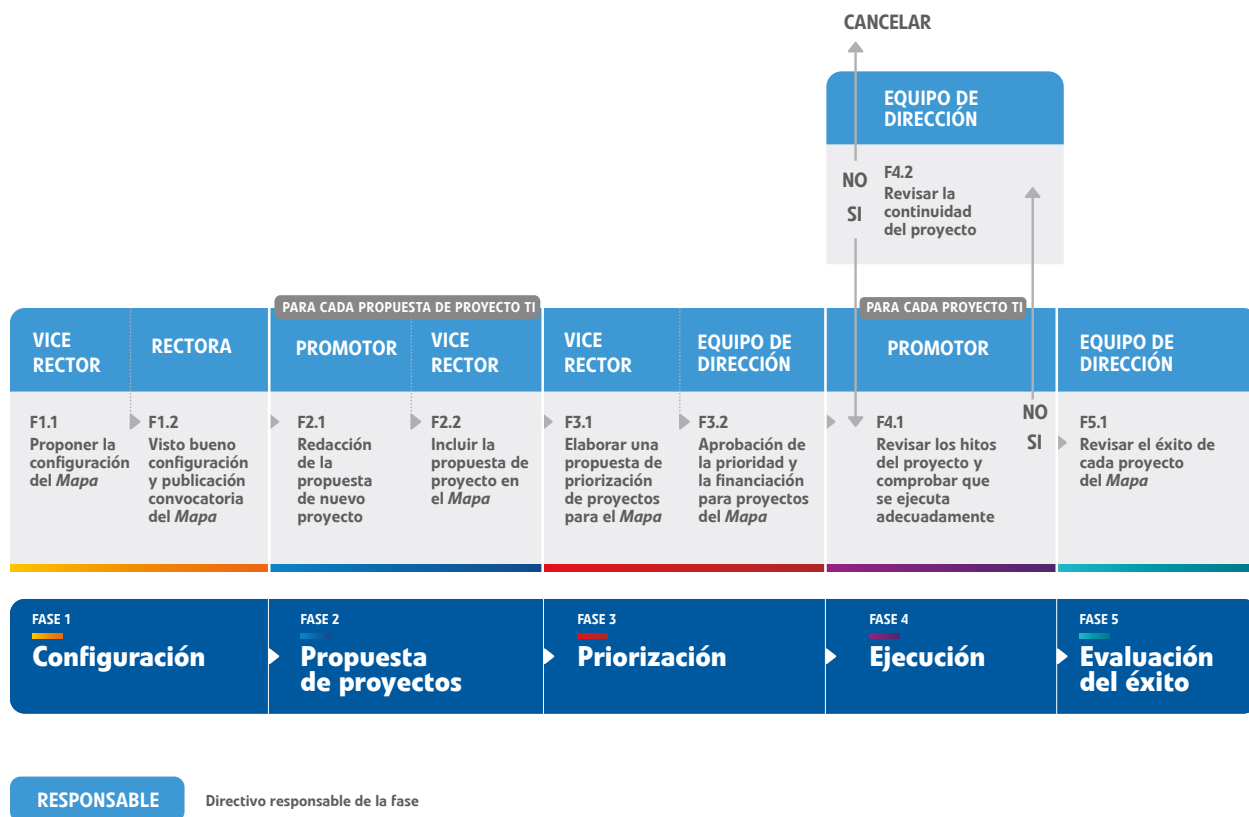 CANCELAR
EQUIPO DE
DIRECCIÓN
NO
SI
F4.2
Revisar la
continuidad
del proyecto
PARA CADA PROPUESTA DE PROYECTO TI
PARA CADA PROYECTO TI
VICE
RECTOR
RECTORA
PROMOTOR
VICE
RECTOR
VICE
RECTOR
EQUIPO DE
DIRECCIÓN
PROMOTOR
EQUIPO DE
DIRECCIÓN
F1.1
Proponer la
configuración
del Mapa
F1.2
Visto bueno
configuración
y publicación
convocatoria
del Mapa
F2.1
Redacción
de la
propuesta
de nuevo
proyecto
F2.2
Incluir la
propuesta de
proyecto en
el Mapa
F3.1
Elaborar una
propuesta de
priorización
de proyectos
para el Mapa
F3.2
Aprobación de
la prioridad y
la financiación
para proyectos
del Mapa
F4.1
Revisar los hitos
del proyecto y
comprobar que
se ejecuta
adecuadamente
NO
SI
F5.1
Revisar el éxito de
cada proyecto
del Mapa
FASE 1
Configuración
FASE 2
Propuesta
de proyectos
FASE 3
Priorización
FASE 4
Ejecución
FASE 5
Evaluación
del éxito
RESPONSABLE
Directivo responsable de la fase